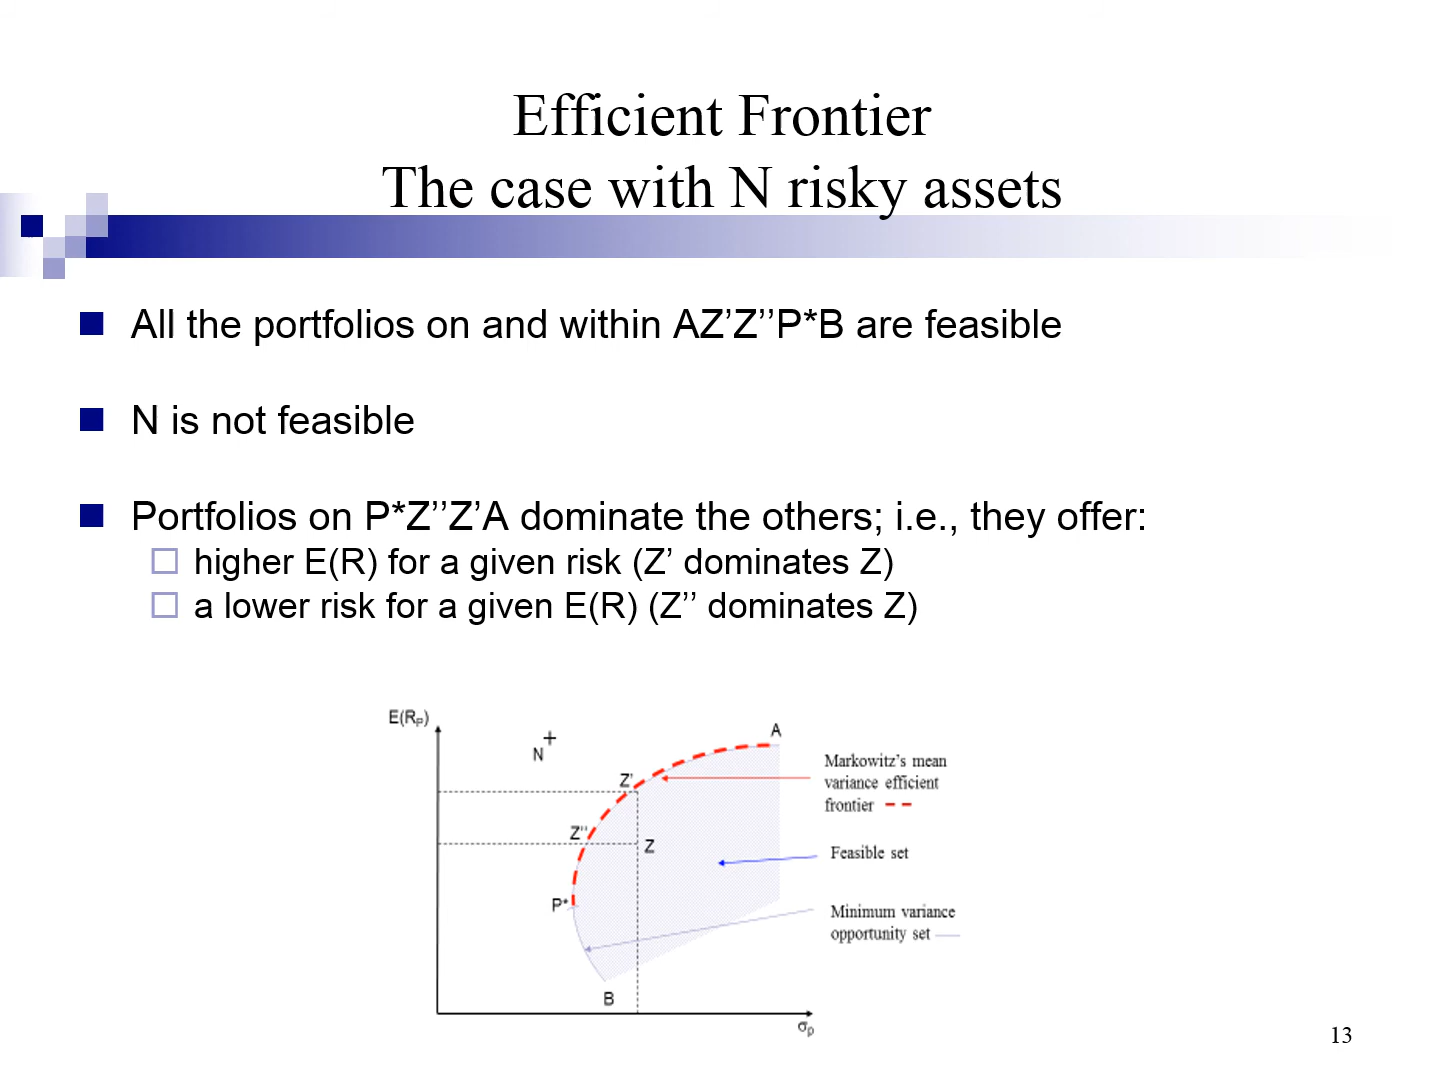 Efficient Frontier
The case with N risky assets
All the portfolios on and within AZ’Z’’P*B are feasible
N is not feasible
Portfolios on P*Z’’Z’A dominate the others; i.e., they offer:
higher E(R) for a given risk (Z’ dominates Z)
a lower risk for a given E(R) (Z’’ dominates Z)
E(RP)
N
A
Z’
Z’’
Z
P*
B
σp
Markowitz’s mean
variance efficient
frontier
Feasible set
Minimum variance
opportunity set
13